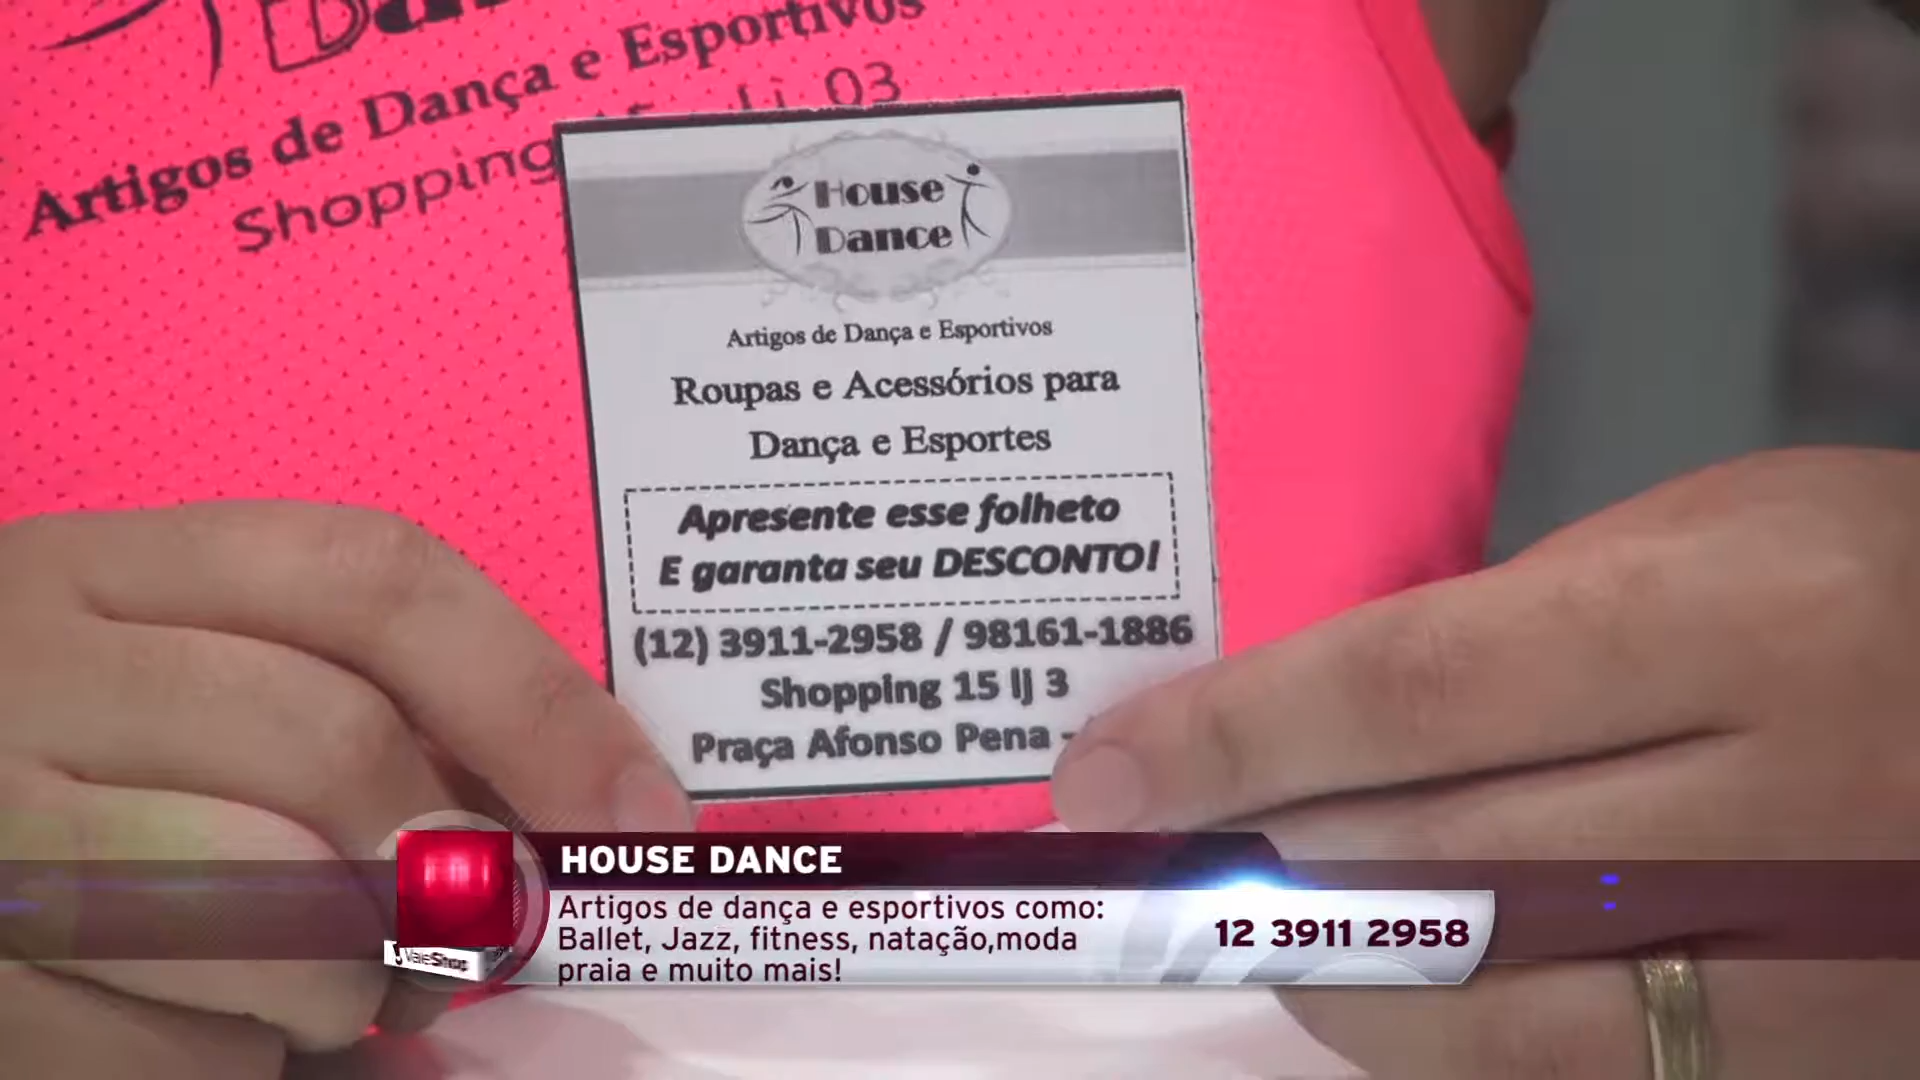 Artigos de Dança e Esportivos
Shopping
03
House
Dance
Artigos de Dança e Esportivos
Roupas e Acessórios para
Dança e Esportes
Apresente esse folheto
E garanta seu DESCONTO!
(12) 3911-2958 / 98161-1886
Shopping 15 lj 3
Praça Afonso Pena -
HOUSE DANCE
Artigos de dança e esportivos como:
Ballet, Jazz, fitness, natação,moda
praia e muito mais!
12 3911 2958
ValeShop